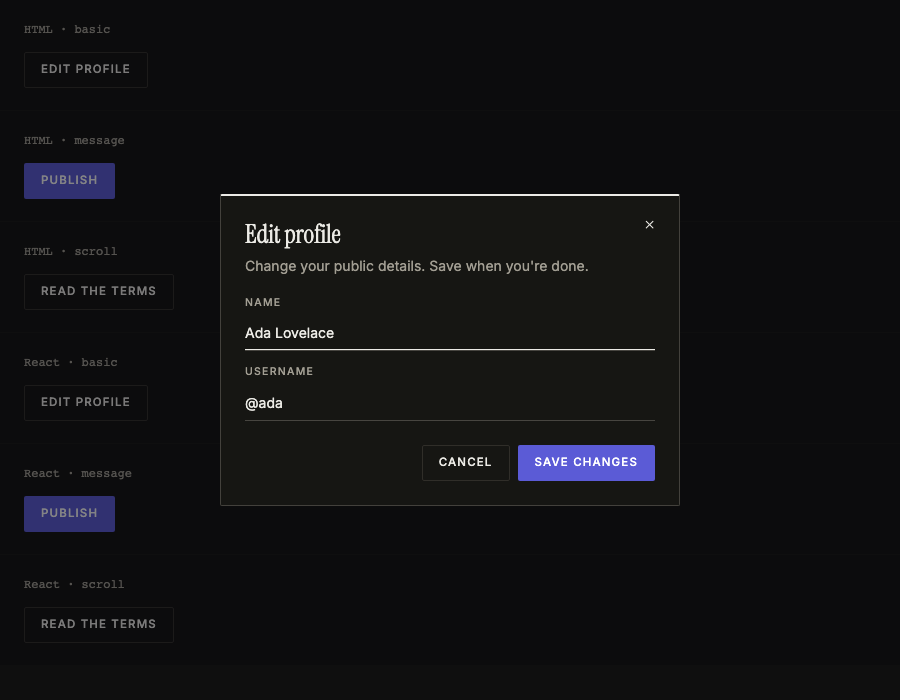 HTML · basic
EDIT PROFILE
HTML · message
PUBLISH
HTML · scroll
READ THE TERMS
React · basic
EDIT PROFILE
React · message
PUBLISH
React · scroll
READ THE TERMS
Edit profile
×
Change your public details. Save when you're done.
NAME
Ada Lovelace
USERNAME
@ada
CANCEL
SAVE CHANGES